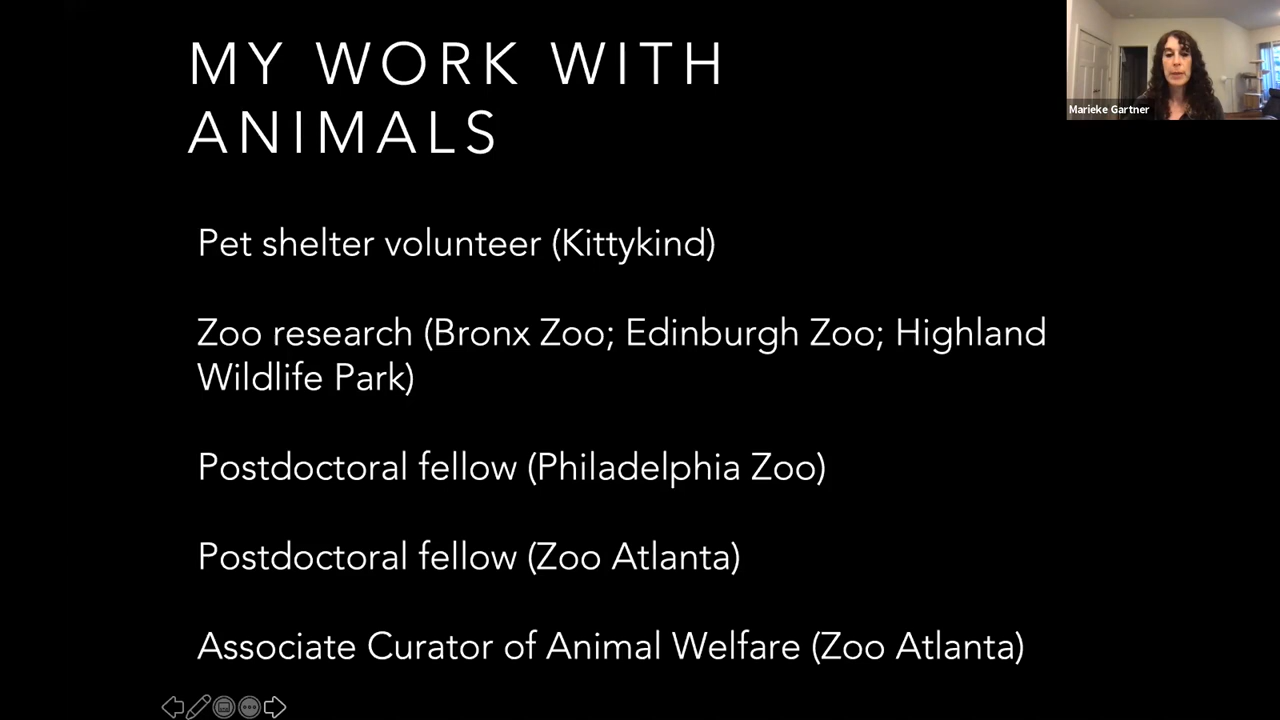 MY WORK WITH
ANIMALS
Marieke Gartner
Pet shelter volunteer (Kittykind)
Zoo research (Bronx Zoo; Edinburgh Zoo; Highland
Wildlife Park)
Postdoctoral fellow (Philadelphia Zoo)
Postdoctoral fellow (Zoo Atlanta)
Associate Curator of Animal Welfare (Zoo Atlanta)